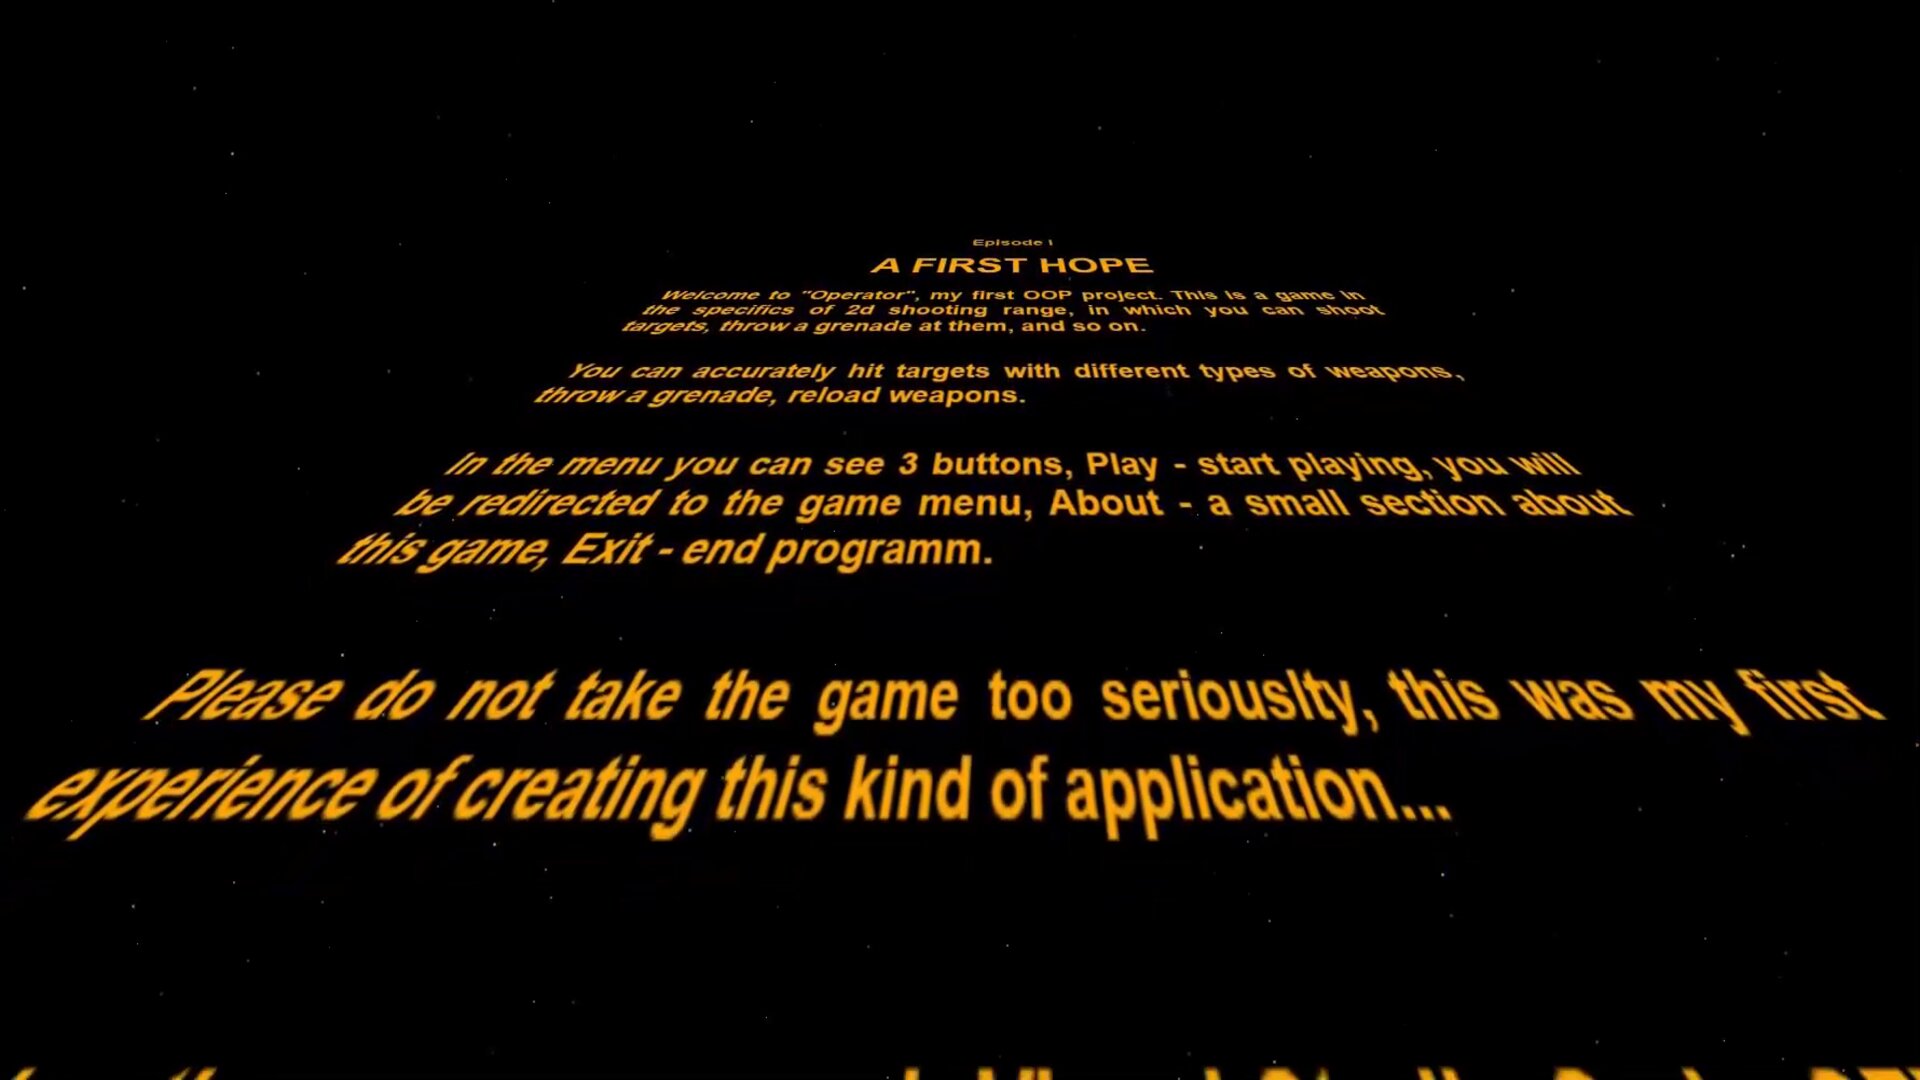 Episode I
A FIRST HOPE
Welcome to "Operator", my first OOP project. This is a game in
the specifics of 2d shooting range, in which you can shoot
targets, throw a grenade at them, and so on.
You can accurately hit targets with different types of weapons,
throw a grenade, reload weapons.
In the menu you can see 3 buttons, Play - start playing, you will
be redirected to the game menu, About - a small section about
this game, Exit - end programm.
Please do not take the game too seriouslty, this was my first
experience of creating this kind of application...